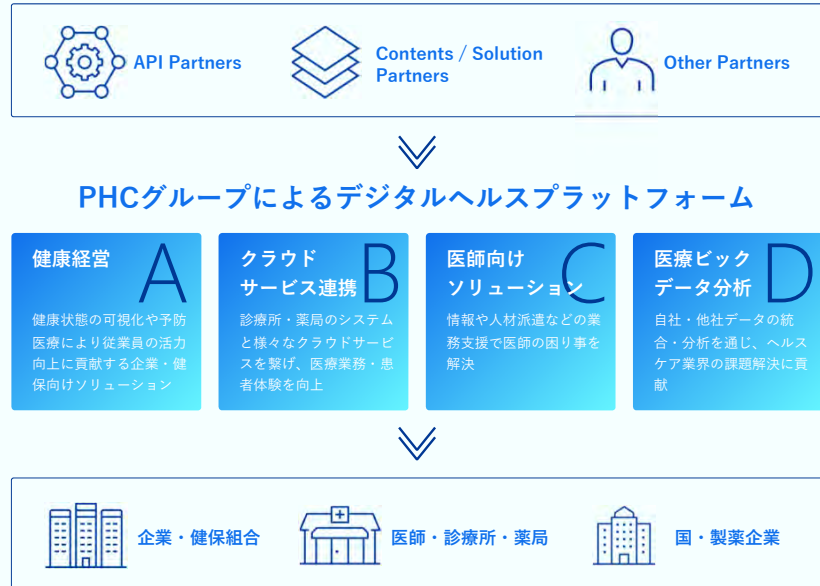 API Partners
Contents / Solution
Partners
Other Partners
PHCグループによるデジタルヘルスプラットフォーム
健康経営
A
健康状態の可視化や予防
医療により従業員の活力
向上に貢献する企業・健
保向けソリューション
クラウド
サービス連携
B
診療所・薬局のシステム
と様々なクラウドサービ
スを繋げ、医療業務・患
者体験を向上
医師向け
ソリューション
C
情報や人材派遣などの業
務支援で医師の困り事を
解決
医療ビック
データ分析
D
自社・他社データの統
合・分析を通じ、ヘルス
ケア業界の課題解決に貢
献
企業・健保組合
医師・診療所・薬局
国・製薬企業